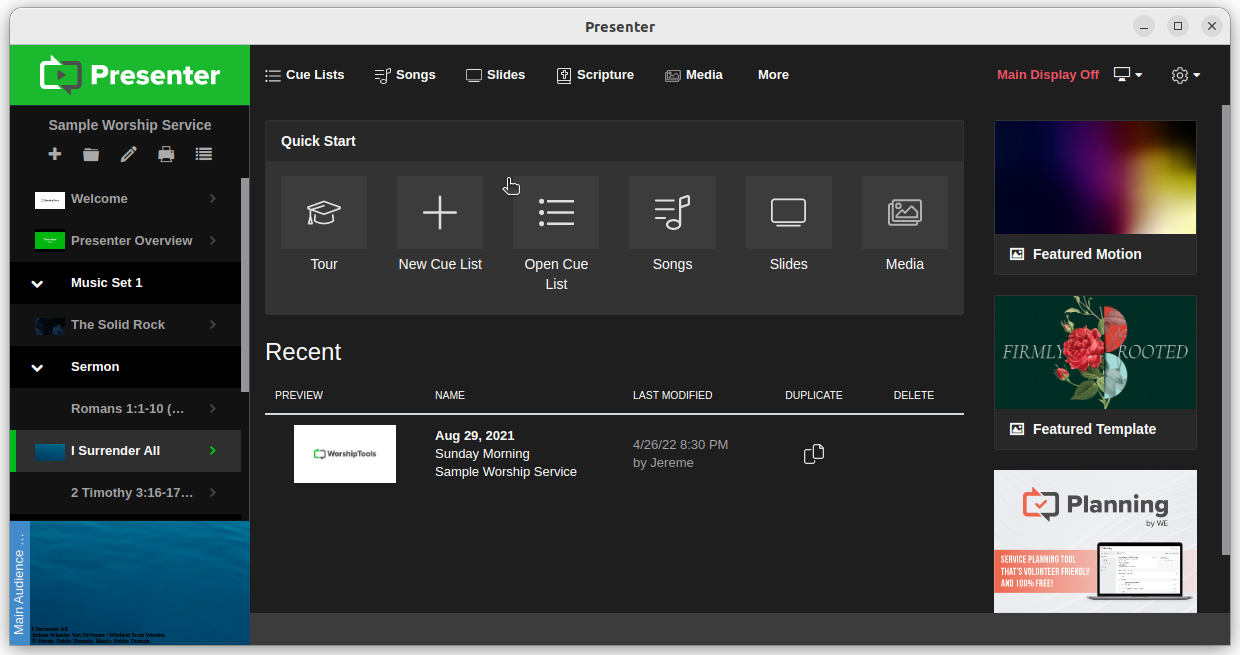 Presenter
Presenter
Cue Lists
Songs
Slides
Scripture
Media
More
Main Display Off
Sample Worship Service
Welcome
Presenter Overview
Music Set 1
The Solid Rock
Sermon
Romans 1:1-10 (...
I Surrender All
2 Timothy 3:16-17...
Main Audience ...
I Surrender All
Judson Wheeler Van DeVenter | Winfield Scott Weeden
© Words: Public Domain; Music: Public Domain
Quick Start
Tour
New Cue List
Open Cue
List
Songs
Slides
Media
Recent
PREVIEW
NAME
LAST MODIFIED
DUPLICATE
DELETE
WorshipTools
Aug 29, 2021
Sunday Morning
Sample Worship Service
4/26/22 8:30 PM
by Jereme
Featured Motion
FIRMLY ROOTED
Featured Template
Planning
by WE
SERVICE PLANNING TOOL
THAT'S VOLUNTEER FRIENDLY
AND 100% FREE!